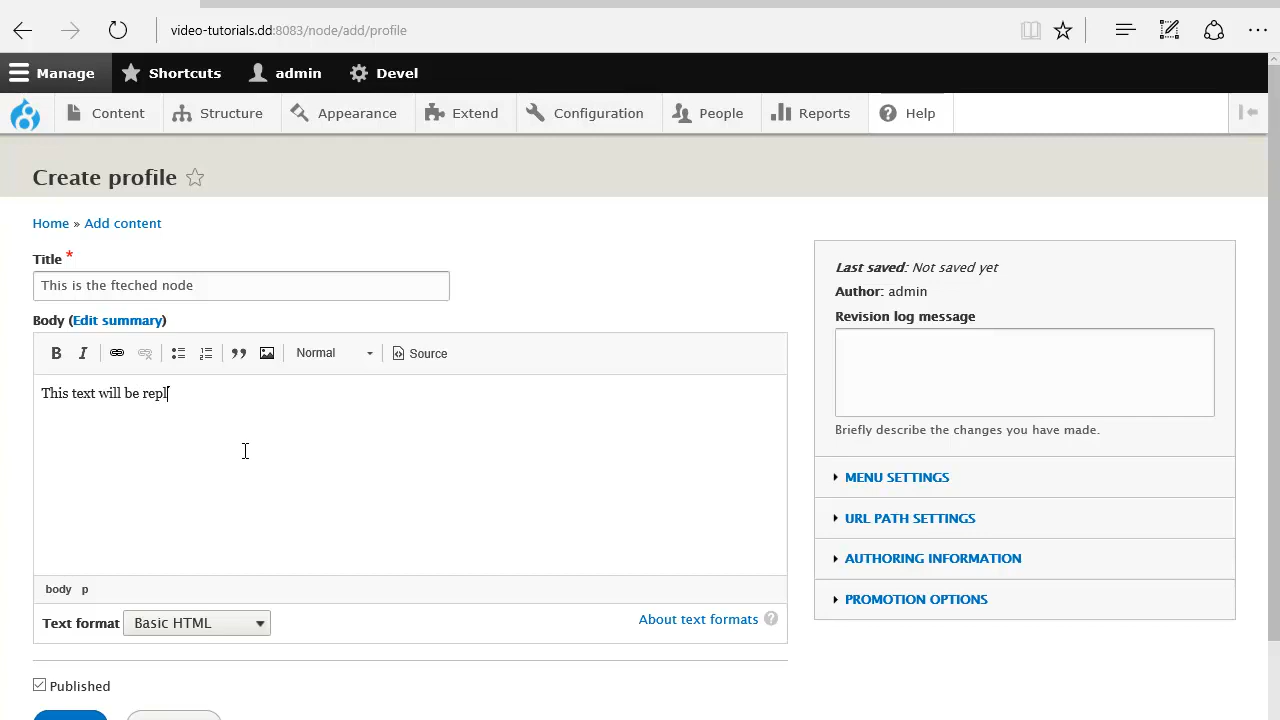 video-tutorials.dd:8083/node/add/profile
Manage Shortcuts admin Devel
Content Structure Appearance Extend Configuration People Reports Help
Create profile
Home » Add content
Title *
This is the fteched node
Body (Edit summary)
B I Normal Source
This text will be repl
body p
Text format Basic HTML
About text formats ?
Published
Last saved: Not saved yet
Author: admin
Revision log message
Briefly describe the changes you have made.
MENU SETTINGS
URL PATH SETTINGS
AUTHORING INFORMATION
PROMOTION OPTIONS